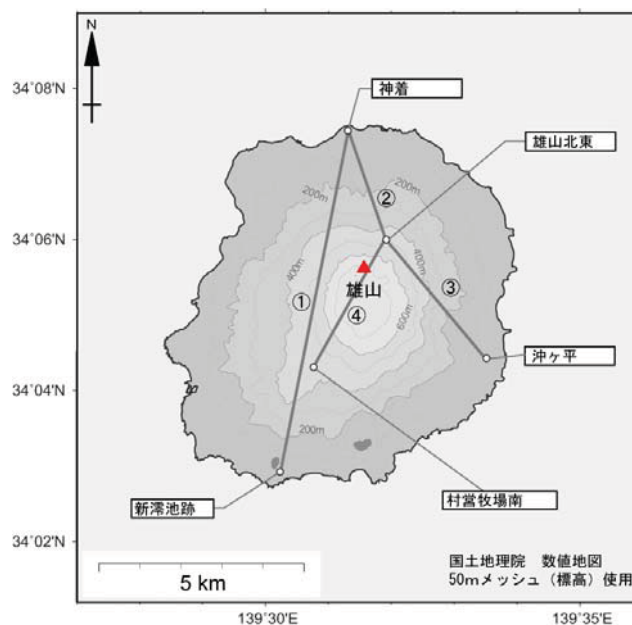 N
34°08'N
神着
雄山北東
200m
②
200m
34°06'N
400m
400m
雄山
①
③
④
600m
沖ヶ平
34°04'N
200m
村営牧場南
新澪池跡
34°02'N
国土地理院 数値地図
50mメッシュ(標高)使用
5 km
139°30'E
139°35'E